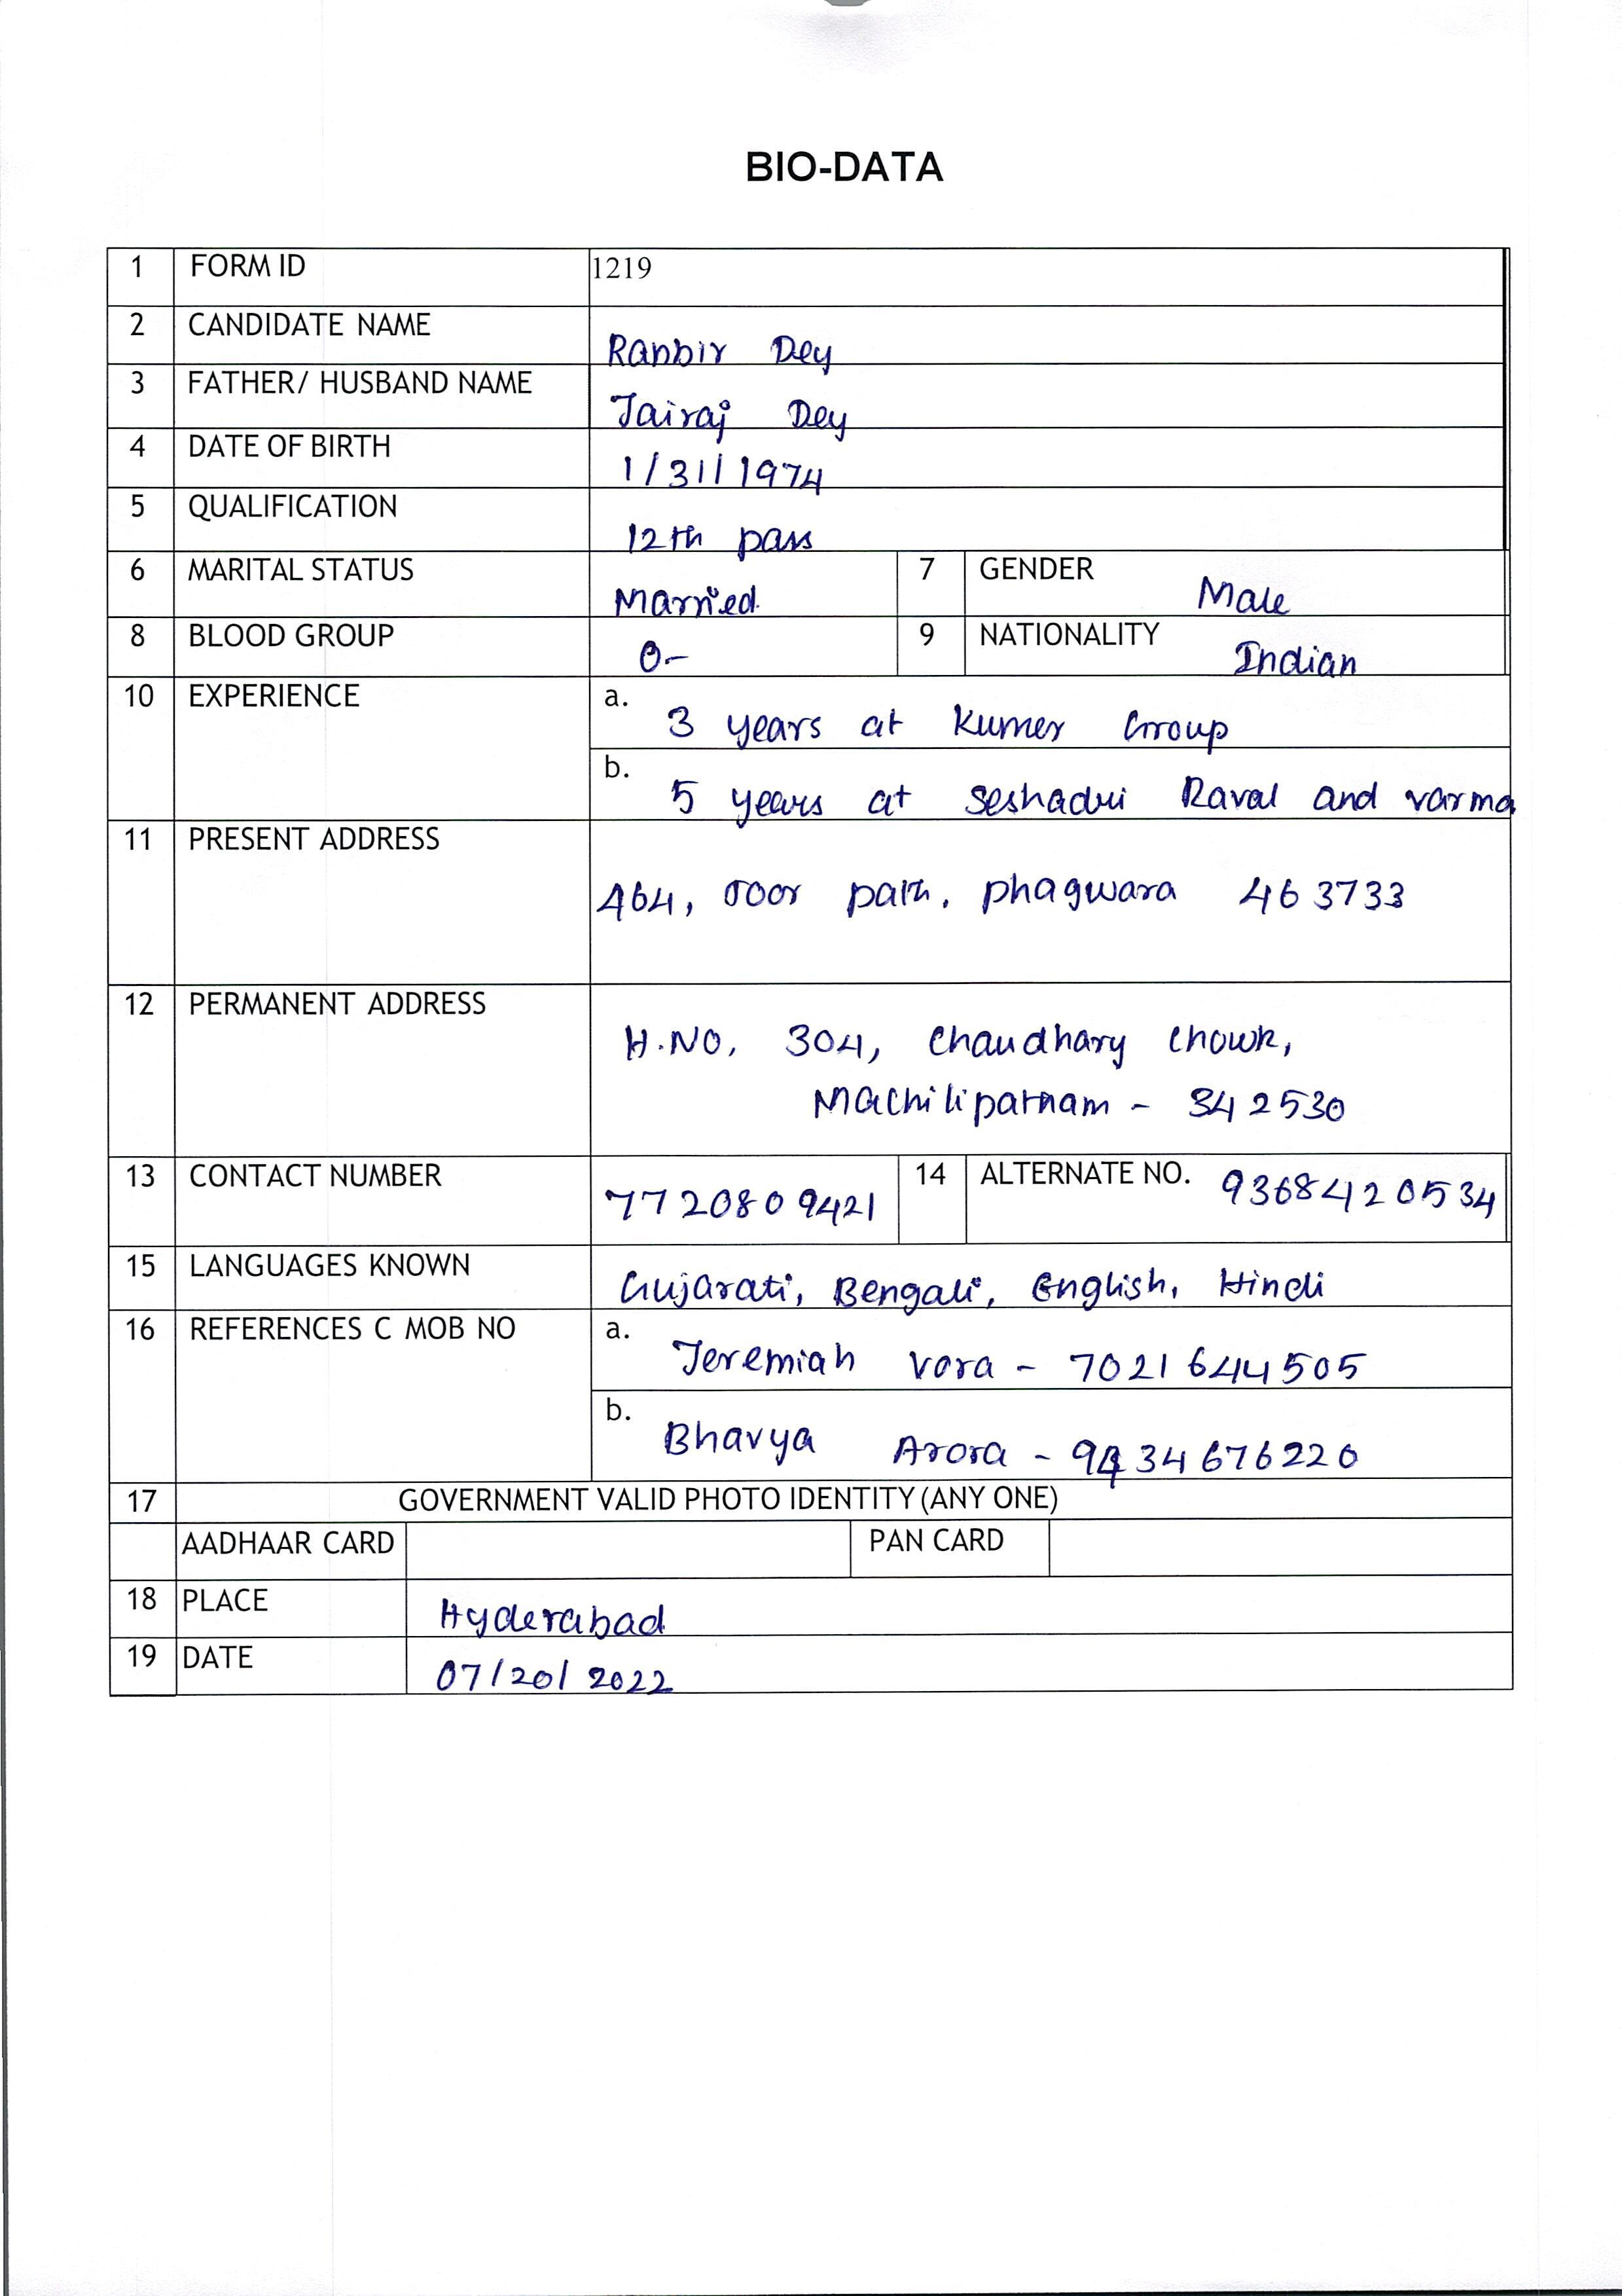 BIO-DATA
1 FORM ID 1219
2 CANDIDATE NAME Ranbir Dey
3 FATHER/ HUSBAND NAME Jairaj Dey
4 DATE OF BIRTH 1/31/1974
5 QUALIFICATION 12th pass
6 MARITAL STATUS Married. 7 GENDER Male
8 BLOOD GROUP O- 9 NATIONALITY Indian
10 EXPERIENCE a. 3 years at Kumer Group
b. 5 years at Seshadri Raval and varma
11 PRESENT ADDRESS
A64, Toor path, Phagwara 463733
12 PERMANENT ADDRESS
H.NO, 304, Chaudhary Chowk,
Machilipatnam - 342530
13 CONTACT NUMBER 7720809421 14 ALTERNATE NO. 9368420534
15 LANGUAGES KNOWN Gujarati, Bengali, English, Hindi
16 REFERENCES C MOB NO a. Jeremiah Vora - 7021644505
b. Bhavya Arora - 9434676220
17 GOVERNMENT VALID PHOTO IDENTITY (ANY ONE)
AADHAAR CARD PAN CARD
18 PLACE Hyderabad
19 DATE 07/20/2022